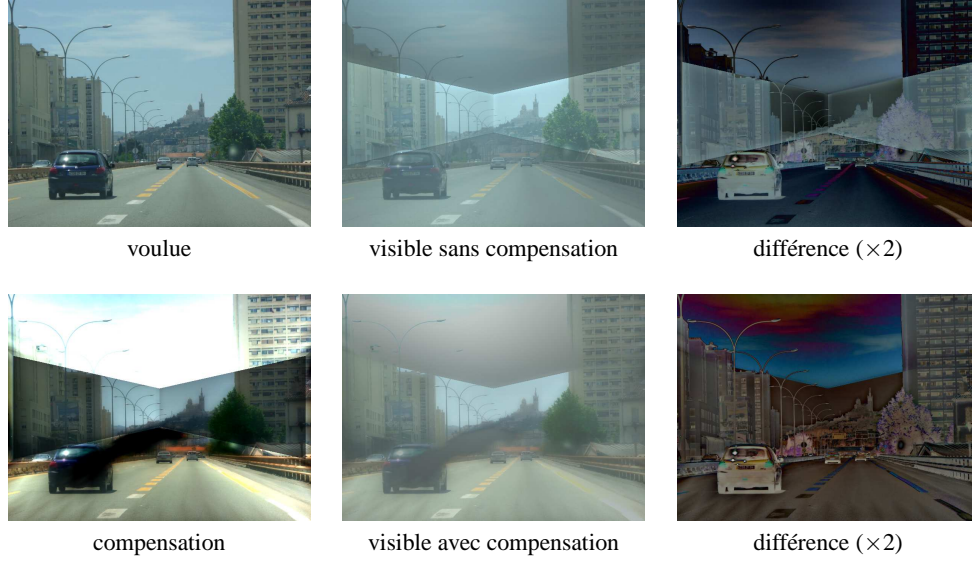 voulue
visible sans compensation
différence (×2)
compensation
visible avec compensation
différence (×2)